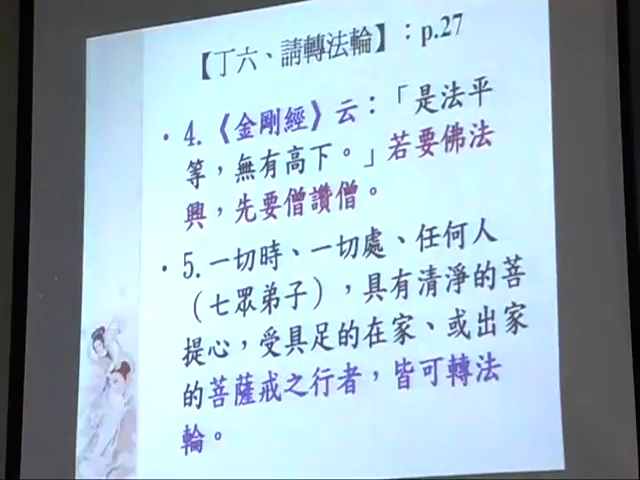 【丁六、請轉法輪】：p.27
• 4.《金剛經》云：「是法平
等，無有高下。」若要佛法
興，先要僧讚僧。
• 5. 一切時、一切處、任何人
（七眾弟子），具有清淨的菩
提心，受具足的在家、或出家
的菩薩戒之行者，皆可轉法
輪。